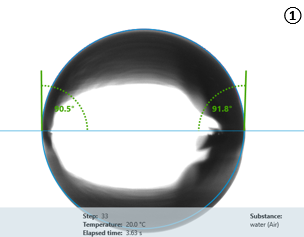 ①
90.5°
91.8°
Step: 33
Temperature: 20.0 °C
Elapsed time: 3.63 s
Substance:
water (Air)